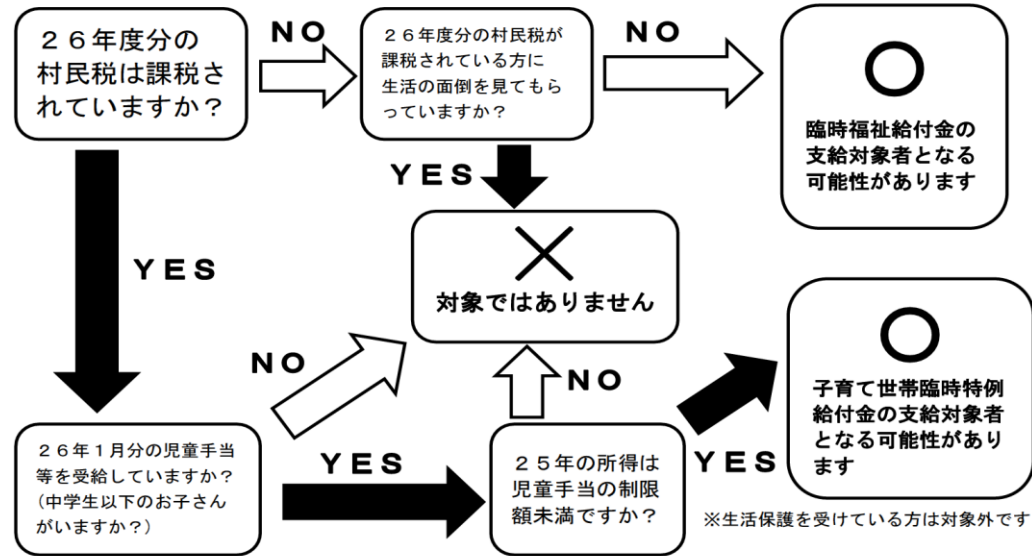 ２６年度分の
村民税は課税さ
れていますか？
ＮＯ
２６年度分の村民税が
課税されている方に
生活の面倒を見てもら
っていますか？
ＮＯ
臨時福祉給付金の
支給対象者となる
可能性があります
ＹＥＳ
ＹＥＳ
対象ではありません
ＮＯ
ＮＯ
子育て世帯臨時特例
給付金の支給対象者
となる可能性があり
ます
２６年１月分の児童手当
等を受給していますか？
（中学生以下のお子さん
がいますか？）
ＹＥＳ
２５年の所得は
児童手当の制限
額未満ですか？
ＹＥＳ
※生活保護を受けている方は対象外です